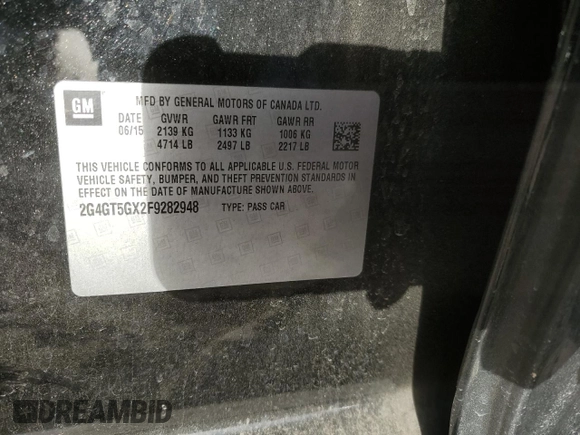 GM
MFD BY GENERAL MOTORS OF CANADA LTD.
DATE GVWR GAWR FRT GAWR RR
06/15 2139 KG 1133 KG 1006 KG
4714 LB 2497 LB 2217 LB
THIS VEHICLE CONFORMS TO ALL APPLICABLE U.S. FEDERAL MOTOR
VEHICLE SAFETY, BUMPER, AND THEFT PREVENTION STANDARDS IN
EFFECT ON THE DATE OF MANUFACTURE SHOWN ABOVE.
2G4GT5GX2F9282948 TYPE: PASS CAR
DREAMBID